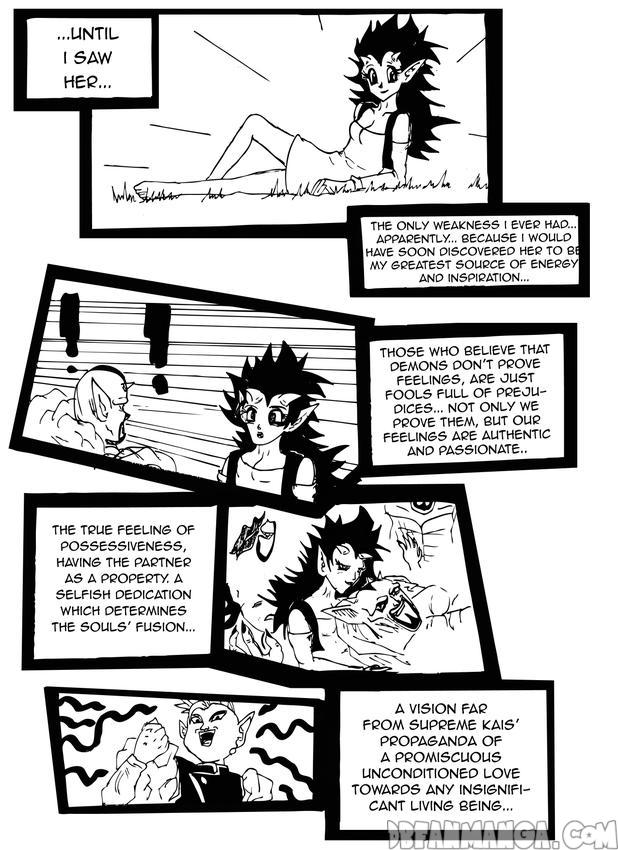 ...UNTIL
I SAW
HER...
THE ONLY WEAKNESS I EVER HAD...
APPARENTLY... BECAUSE I WOULD
HAVE SOON DISCOVERED HER TO BE
MY GREATEST SOURCE OF ENERGY
AND INSPIRATION...
THOSE WHO BELIEVE THAT
DEMONS DON'T PROVE
FEELINGS, ARE JUST
FOOLS FULL OF PREJU-
DICES... NOT ONLY WE
PROVE THEM, BUT OUR
FEELINGS ARE AUTHENTIC
AND PASSIONATE..
THE TRUE FEELING OF
POSSESSIVENESS,
HAVING THE PARTNER
AS A PROPERTY. A
SELFISH DEDICATION
WHICH DETERMINES
THE SOULS' FUSION...
A VISION FAR
FROM SUPREME KAIS'
PROPAGANDA OF
A PROMISCUOUS
UNCONDITIONED LOVE
TOWARDS ANY INSIGNIFI-
CANT LIVING BEING...
DBFANMANGA.COM